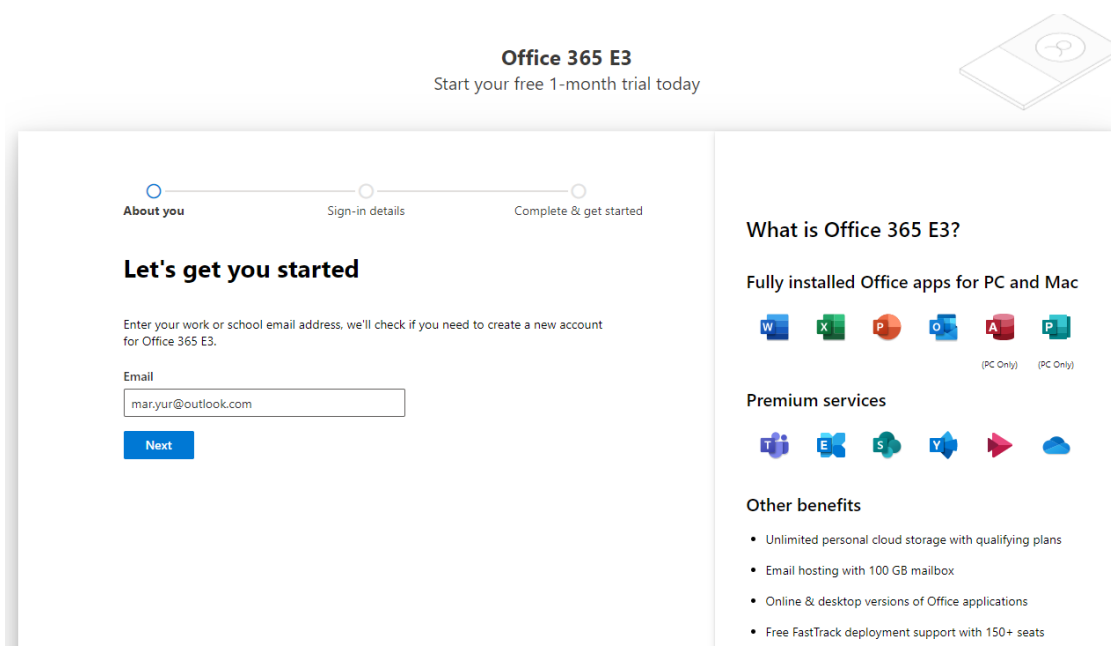 Office 365 E3
Start your free 1-month trial today
About you
Sign-in details
Complete & get started
Let's get you started
Enter your work or school email address, we'll check if you need to create a new account
for Office 365 E3.
Email
mar.yur@outlook.com
Next
What is Office 365 E3?
Fully installed Office apps for PC and Mac
W X P O A P
(PC Only) (PC Only)
Premium services
T E S Y
Other benefits
• Unlimited personal cloud storage with qualifying plans
• Email hosting with 100 GB mailbox
• Online & desktop versions of Office applications
• Free FastTrack deployment support with 150+ seats